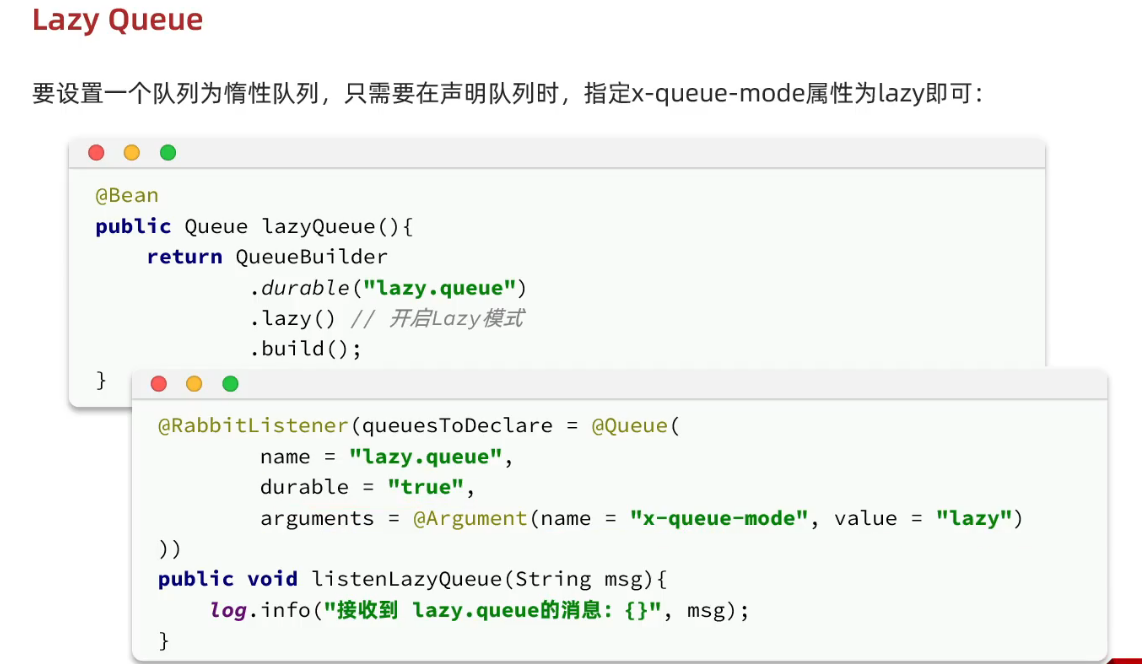 Lazy Queue
要设置一个队列为惰性队列，只需要在声明队列时，指定x-queue-mode属性为lazy即可：
@Bean
public Queue lazyQueue(){
return QueueBuilder
.durable("lazy.queue")
.lazy() // 开启Lazy模式
.build();
}
@RabbitListener(queuesToDeclare = @Queue(
name = "lazy.queue",
durable = "true",
arguments = @Argument(name = "x-queue-mode", value = "lazy")
))
public void listenLazyQueue(String msg){
log.info("接收到 lazy.queue的消息: {}", msg);
}